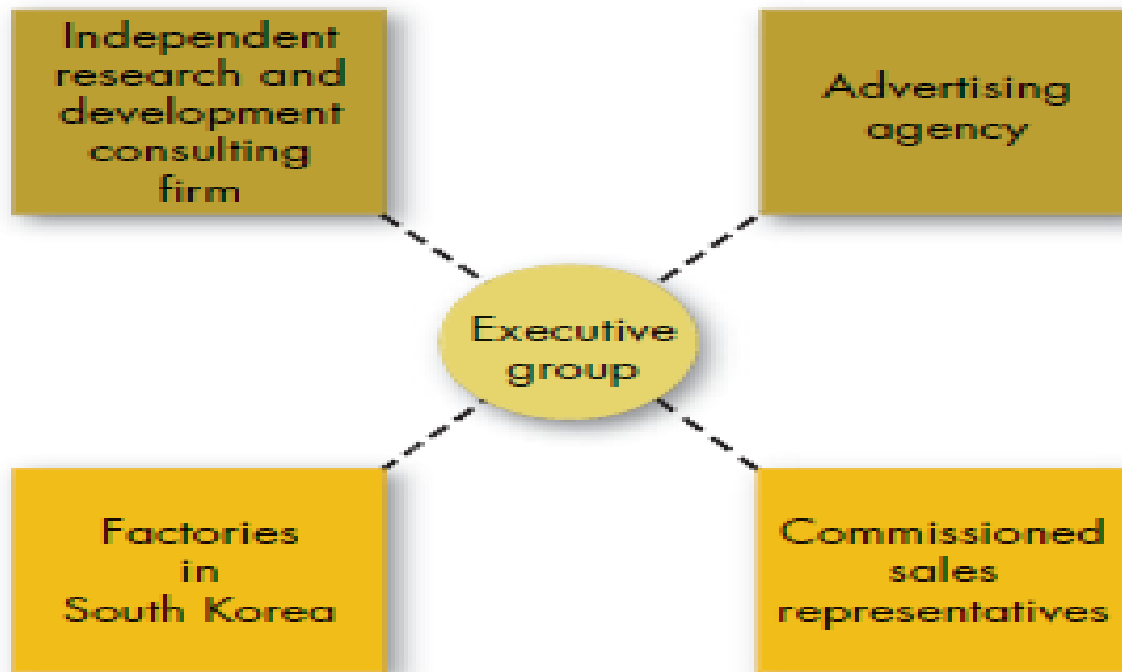 Independent
research and
development
consulting
firm
Advertising
agency
Executive
group
Factories
in
South Korea
Commissioned
sales
representatives